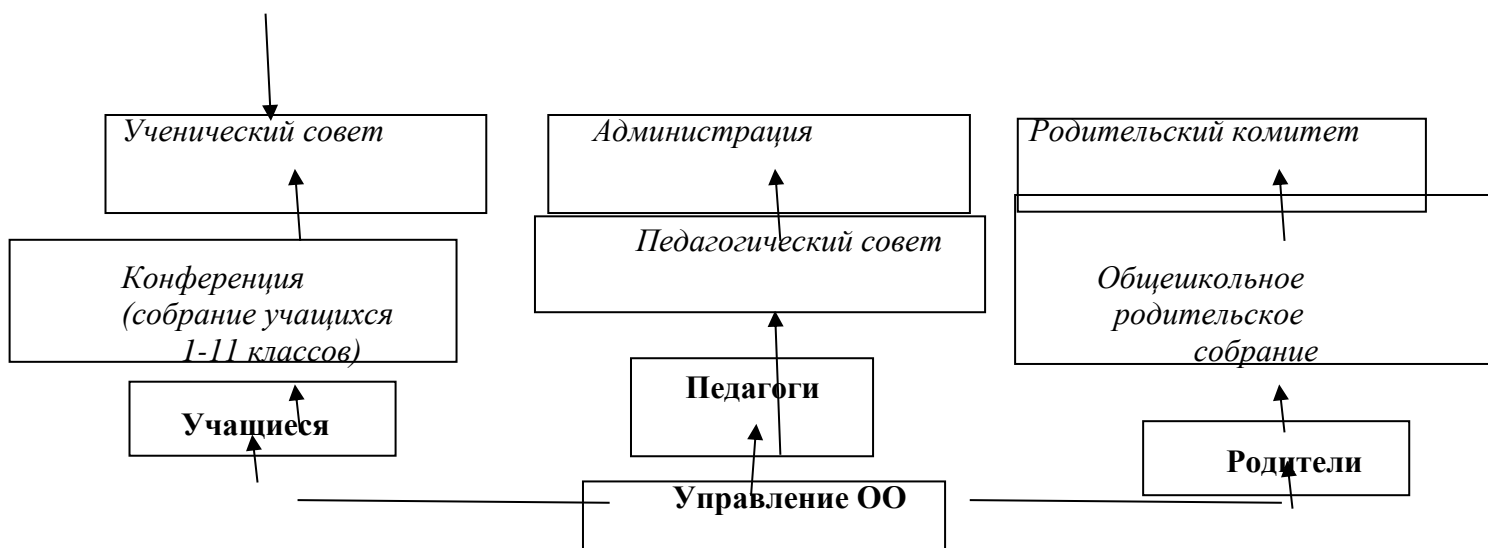 Ученический совет
Администрация
Родительский комитет
Педагогический совет
Конференция
(собрание учащихся
1-11 классов)
Общешкольное
родительское
собрание
Педагоги
Учащиеся
Родители
Управление ОО